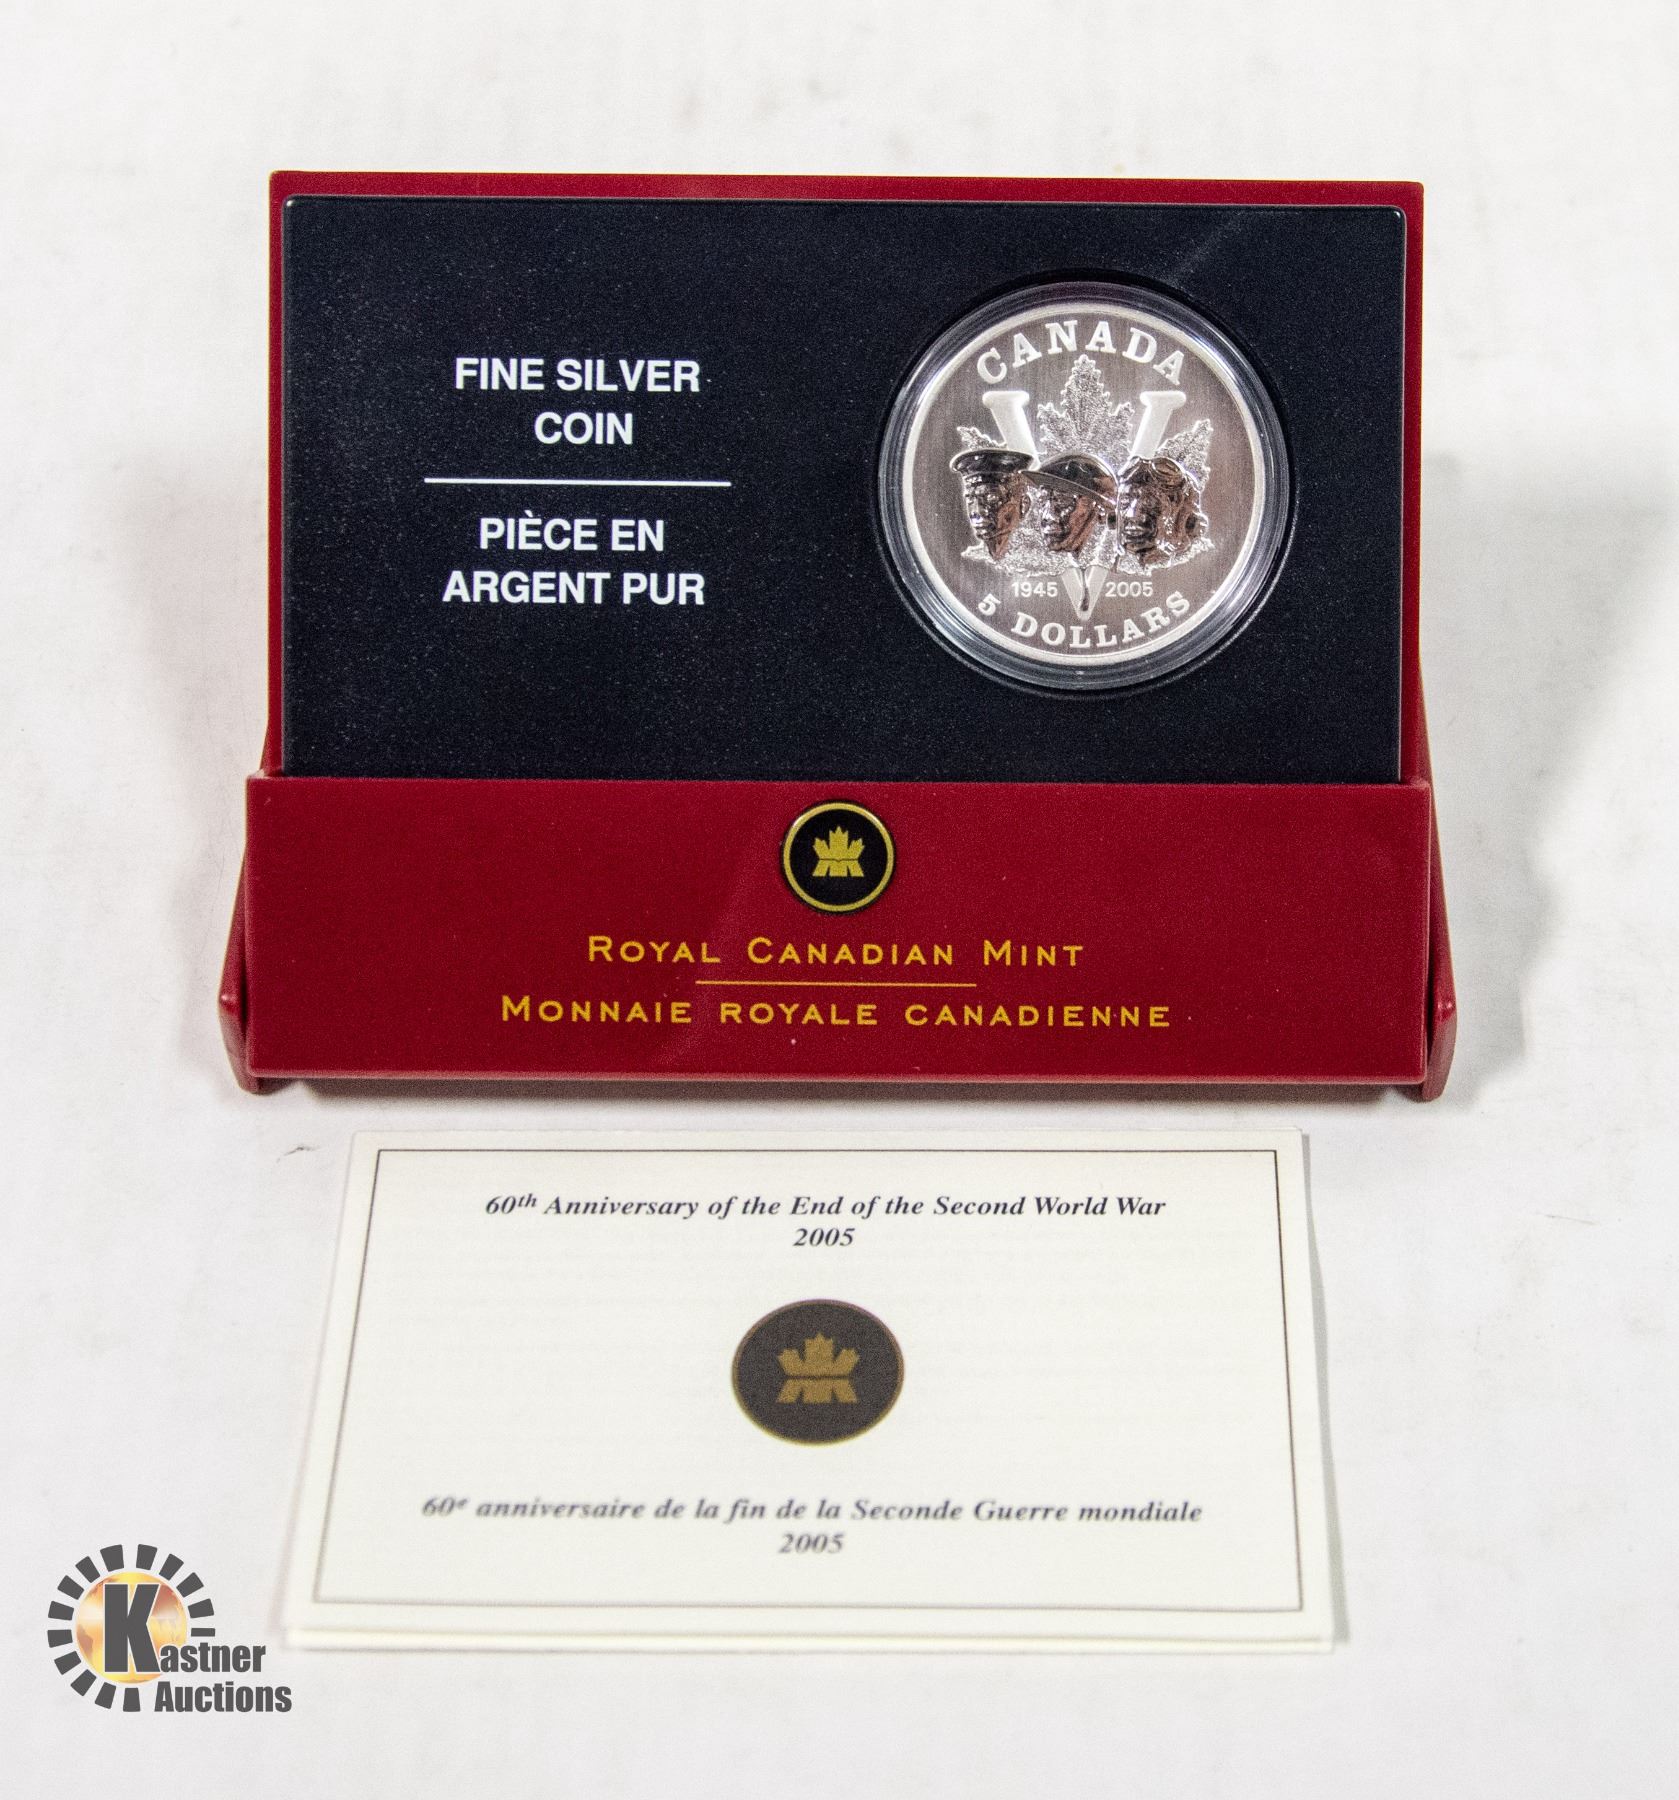 FINE SILVER
COIN
PIÈCE EN
ARGENT PUR
CANADA
1945 2005
5 DOLLARS
ROYAL CANADIAN MINT
MONNAIE ROYALE CANADIENNE
60th Anniversary of the End of the Second World War
2005
60e anniversaire de la fin de la Seconde Guerre mondiale
2005
Kastner
Auctions